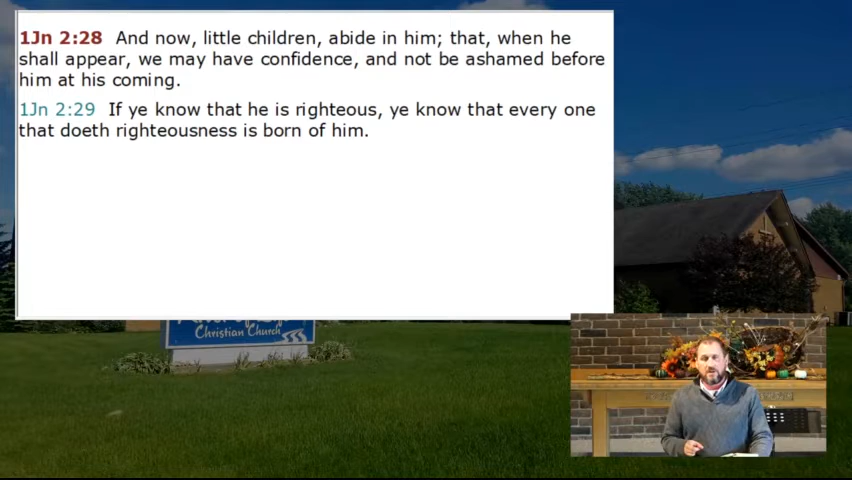 1Jn 2:28 And now, little children, abide in him; that, when he
shall appear, we may have confidence, and not be ashamed before
him at his coming.
1Jn 2:29 If ye know that he is righteous, ye know that every one
that doeth righteousness is born of him.
Christian Church